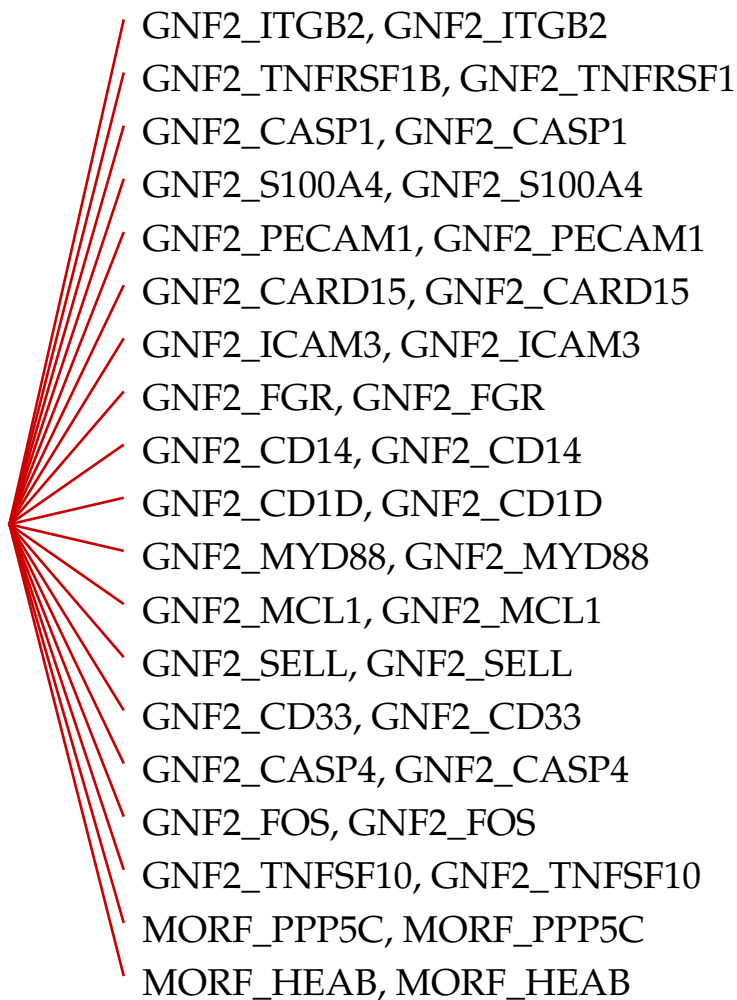 GNF2_ITGB2, GNF2_ITGB2
GNF2_TNFRSF1B, GNF2_TNFRSF1
GNF2_CASP1, GNF2_CASP1
GNF2_S100A4, GNF2_S100A4
GNF2_PECAM1, GNF2_PECAM1
GNF2_CARD15, GNF2_CARD15
GNF2_ICAM3, GNF2_ICAM3
GNF2_FGR, GNF2_FGR
GNF2_CD14, GNF2_CD14
GNF2_CD1D, GNF2_CD1D
GNF2_MYD88, GNF2_MYD88
GNF2_MCL1, GNF2_MCL1
GNF2_SELL, GNF2_SELL
GNF2_CD33, GNF2_CD33
GNF2_CASP4, GNF2_CASP4
GNF2_FOS, GNF2_FOS
GNF2_TNFSF10, GNF2_TNFSF10
MORF_PPP5C, MORF_PPP5C
MORF_HEAB, MORF_HEAB